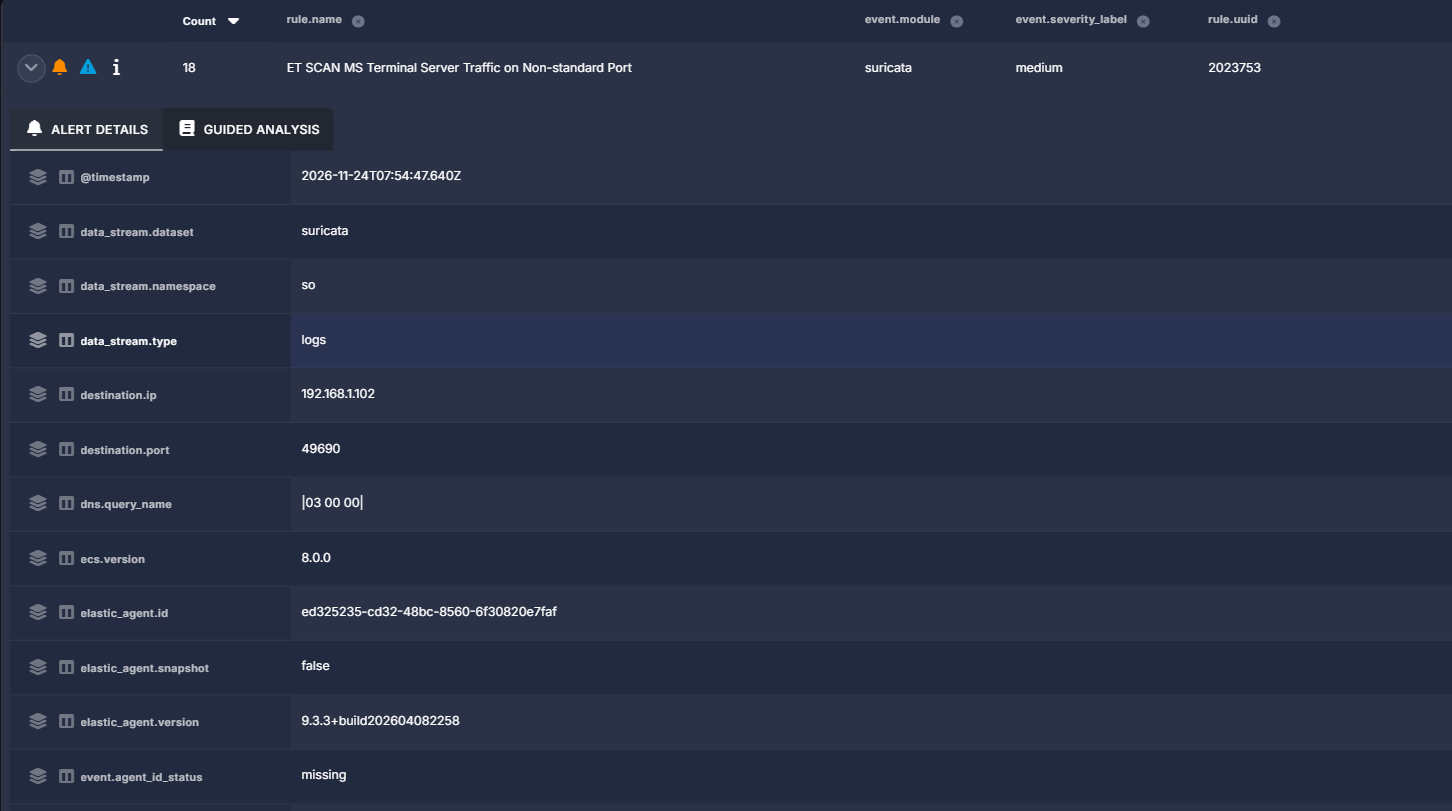 Count rule.name event.module event.severity_label rule.uuid
18 ET SCAN MS Terminal Server Traffic on Non-standard Port suricata medium 2023753
ALERT DETAILS GUIDED ANALYSIS
@timestamp 2026-11-24T07:54:47.640Z
data_stream.dataset suricata
data_stream.namespace so
data_stream.type logs
destination.ip 192.168.1.102
destination.port 49690
dns.query_name |03 00 00|
ecs.version 8.0.0
elastic_agent.id ed325235-cd32-48bc-8560-6f30820e7faf
elastic_agent.snapshot false
elastic_agent.version 9.3.3+build202604082258
event.agent_id_status missing